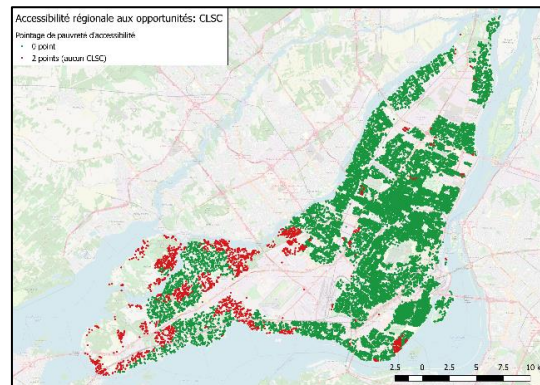 Accessibilité régionale aux opportunités: CLSC
Pointage de pauvreté d'accessibilité
0 point
2 points (aucun CLSC)
2.5 0 2.5 5 7.5 10 k